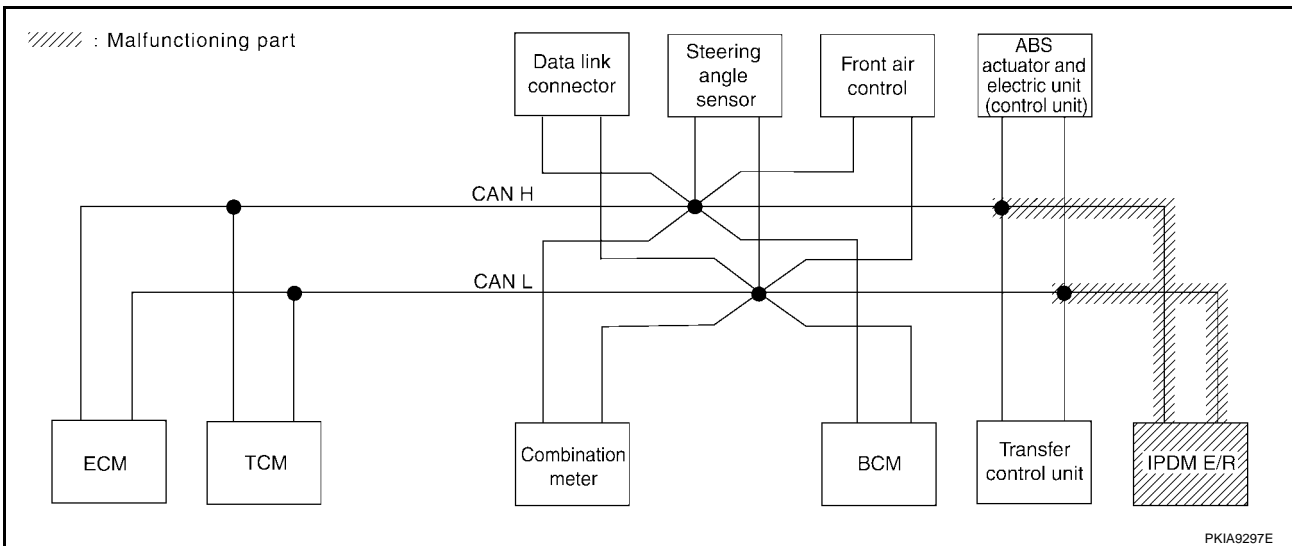 : Malfunctioning part
Data link
connector
Steering
angle
sensor
Front air
control
ABS
actuator and
electric unit
(control unit)
CAN H
CAN L
ECM
TCM
Combination
meter
BCM
Transfer
control unit
IPDM E/R
PKIA9297E